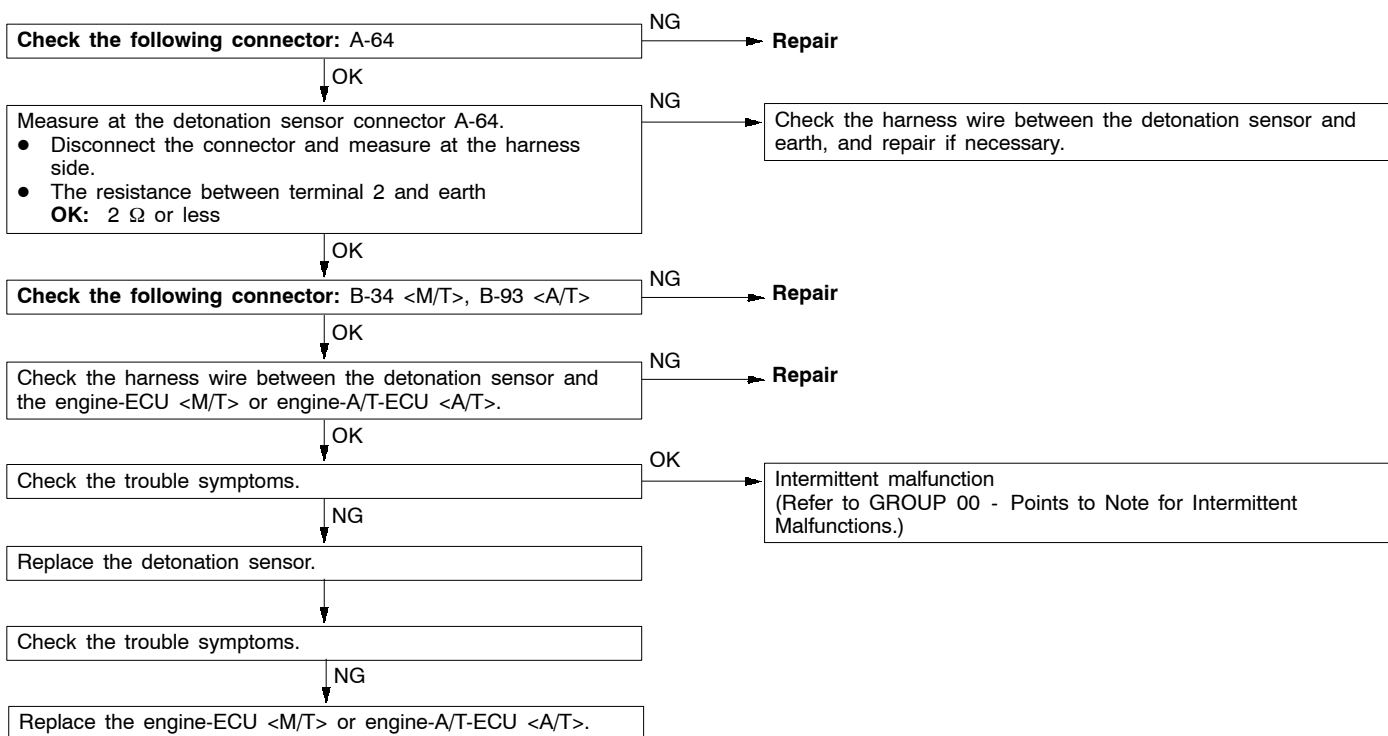 Check the following connector: A-64
NG
Repair
OK
Measure at the detonation sensor connector A-64.
● Disconnect the connector and measure at the harness
side.
● The resistance between terminal 2 and earth
OK: 2 Ω or less
NG
Check the harness wire between the detonation sensor and
earth, and repair if necessary.
OK
Check the following connector: B-34 <M/T>, B-93 <A/T>
NG
Repair
OK
Check the harness wire between the detonation sensor and
the engine-ECU <M/T> or engine-A/T-ECU <A/T>.
NG
Repair
OK
Check the trouble symptoms.
OK
Intermittent malfunction
(Refer to GROUP 00 - Points to Note for Intermittent
Malfunctions.)
NG
Replace the detonation sensor.
Check the trouble symptoms.
NG
Replace the engine-ECU <M/T> or engine-A/T-ECU <A/T>.